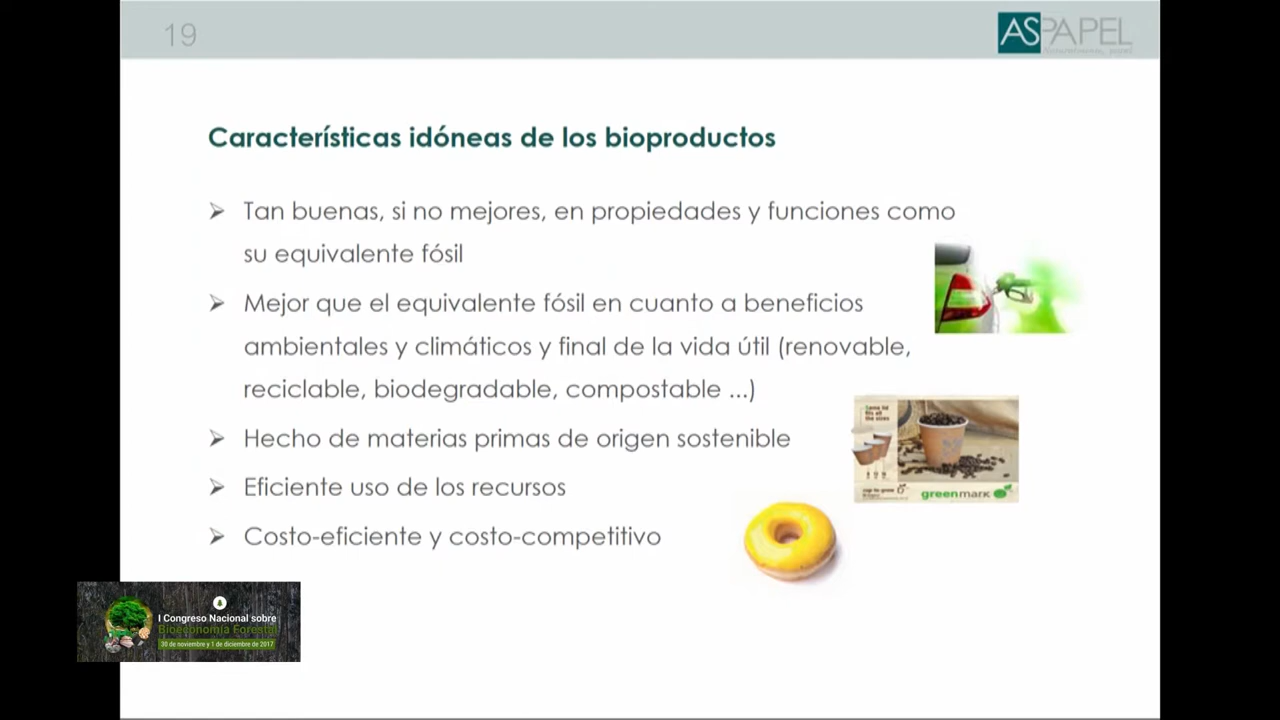 19
ASPAPEL
Características idóneas de los bioproductos
➢ Tan buenas, si no mejores, en propiedades y funciones como
su equivalente fósil
➢ Mejor que el equivalente fósil en cuanto a beneficios
ambientales y climáticos y final de la vida útil (renovable,
reciclable, biodegradable, compostable ...)
➢ Hecho de materias primas de origen sostenible
➢ Eficiente uso de los recursos
➢ Costo-eficiente y costo-competitivo
greenmark
I Congreso Nacional sobre
Bioeconomía Forestal
30 de noviembre y 1 de diciembre de 2017